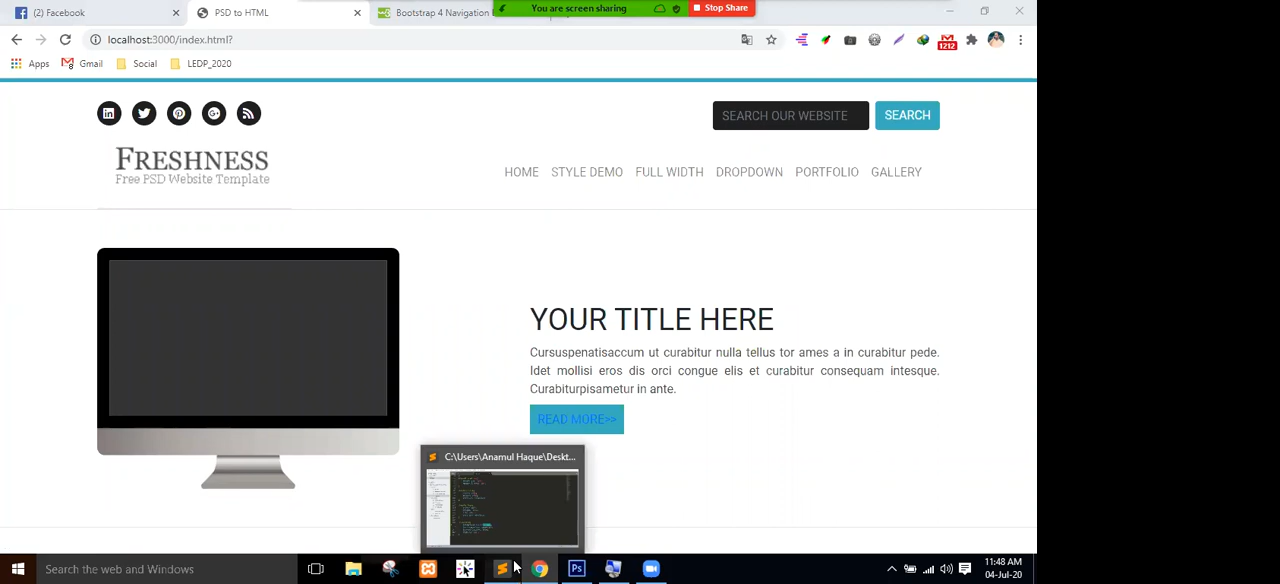 (2) Facebook
PSD to HTML
Bootstrap 4 Navigation
You are screen sharing
Stop Share
localhost:3000/index.html?
1212
Apps
Gmail
Social
LEDP_2020
SEARCH OUR WEBSITE
SEARCH
FRESHNESS
Free PSD Website Template
HOME STYLE DEMO FULL WIDTH DROPDOWN PORTFOLIO GALLERY
YOUR TITLE HERE
Cursuspenatisaccum ut curabitur nulla tellus tor ames a in curabitur pede.
Idet mollisi eros dis orci congue elis et curabitur consequam intesque.
Curabiturpisametur in ante.
READ MORE>>
C:\Users\Anamul Haque\Deskt...
Search the web and Windows
11:48 AM
04-Jul-20